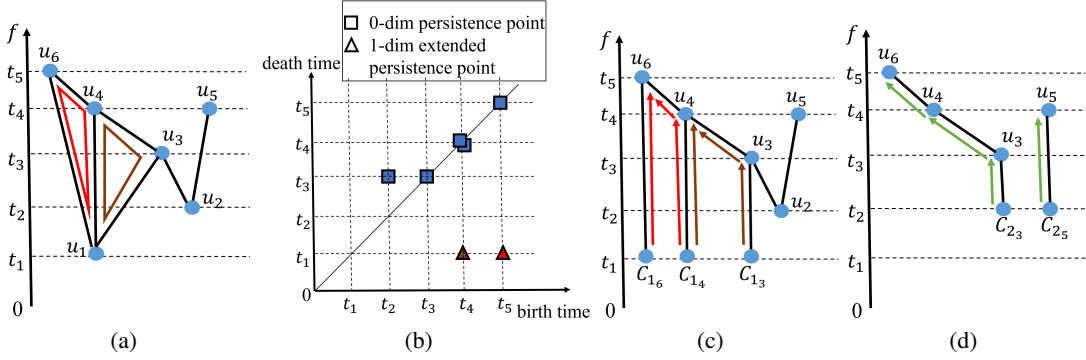 f
u₆
t₅
u₄
u₅
t₄
u₃
t₃
u₂
t₂
u₁
t₁
0
(a)
0-dim persistence point
1-dim extended
persistence point
death time
t₅
t₄
t₃
t₂
t₁
0
t₁ t₂ t₃ t₄ t₅ birth time
(b)
f
u₆
t₅
u₄
u₅
t₄
u₃
t₃
t₂
u₂
t₁
C₁₆ C₁₄ C₁₃
0
(c)
f
u₆
t₅
u₄
u₅
t₄
u₃
t₃
t₂
C₂₃ C₂₅
t₁
0
(d)